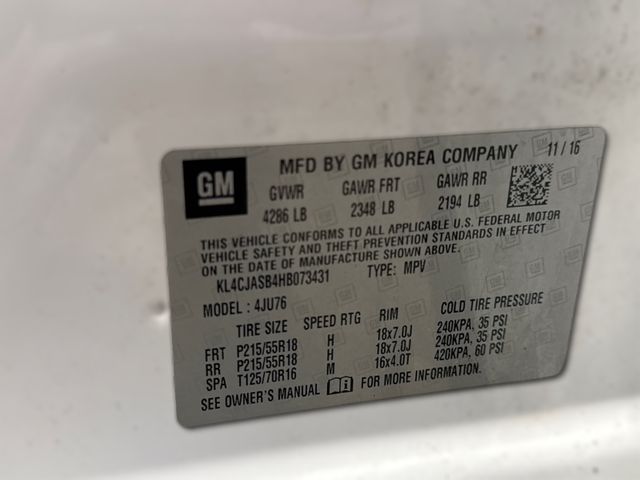 GM
MFD BY GM KOREA COMPANY 11/16
GVWR GAWR FRT GAWR RR
4286 LB 2348 LB 2194 LB
THIS VEHICLE CONFORMS TO ALL APPLICABLE U.S. FEDERAL MOTOR
VEHICLE SAFETY AND THEFT PREVENTION STANDARDS IN EFFECT
ON THE DATE OF MANUFACTURE SHOWN ABOVE.
KL4CJASB4HB073431 TYPE: MPV
MODEL: 4JU76
TIRE SIZE SPEED RTG RIM COLD TIRE PRESSURE
FRT P215/55R18 H 18x7.0J 240KPA, 35 PSI
RR P215/55R18 H 18x7.0J 240KPA, 35 PSI
SPA T125/70R16 M 16x4.0T 420KPA, 60 PSI
SEE OWNER'S MANUAL FOR MORE INFORMATION.